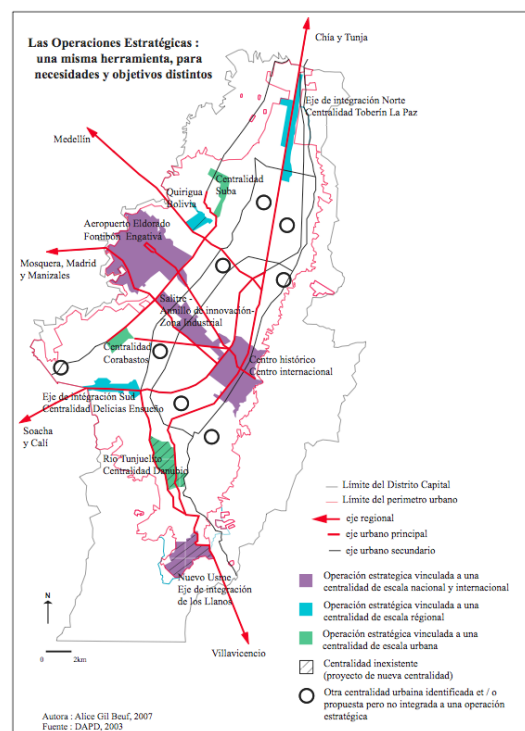 Las Operaciones Estratégicas :
una misma herramienta, para
necesidades y objetivos distintos
Chía y Tunja
Eje de integración Norte
Centralidad Toberín La Paz
Medellín
Centralidad
Suba
Quirigua
Bolivia
Aeropuerto Eldorado
Fontibón Engativá
Mosquera, Madrid
y Manizales
Salitre -
Annillo de innovación-
Zona Industrial
Centralidad
Corabastos
Centro histórico
Centro internacional
Eje de integración Sud
Centralidad Delicias Ensueño
Soacha
y Calí
Río Tunjuelito
Centralidad Danubio
Nuevo Usme
Eje de integración
de los Llanos
Villavicencio
Límite del Distrito Capital
Límite del perimetro urbano
eje regional
eje urbano principal
eje urbano secundario
Operación estrategica vinculada a una
centralidad de escala nacional y internacional
Operación estratégica vinculada a una
centralidad de escala régional
Operación estratégica vinculada a una
centralidad de escala urbana
Centralidad inexistente
(proyecto de nueva centralidad)
Otra centralidad urbaina identificada et / o
propuesta pero no integrada a una operación
estratégica
N
0 2km
Autora : Alice Gil Beuf, 2007
Fuente : DAPD, 2003